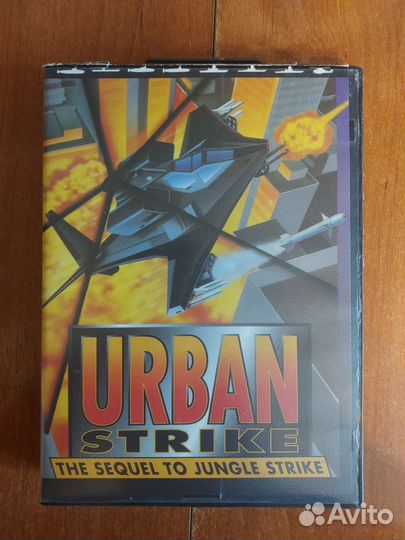 URBAN
STRIKE
THE SEQUEL TO JUNGLE STRIKE
Avito